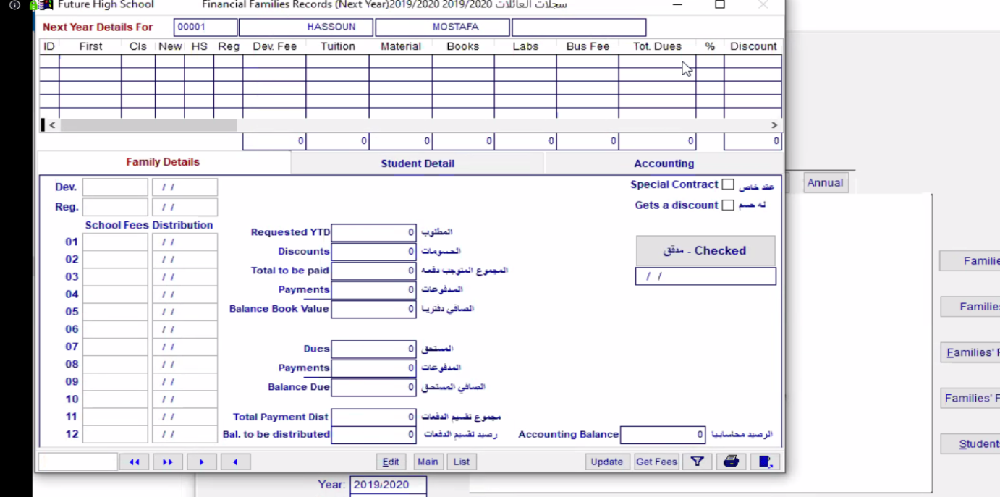 Future High School Financial Families Records (Next Year)2019/2020 2019/2020 سجلات العائلات
Next Year Details For 00001 HASSOUN MOSTAFA
ID First Cls New HS Reg Dev. Fee Tuition Material Books Labs Bus Fee Tot. Dues % Discount
0 0 0 0 0 0 0 0
Family Details Student Detail Accounting
Dev. / /
Reg. / /
School Fees Distribution
01 / /
02 / /
03 / /
04 / /
05 / /
06 / /
07 / /
08 / /
09 / /
10 / /
11 / /
12 / /
Requested YTD 0 المطلوب
Discounts 0 الحسومات
Total to be paid 0 المجموع المتوجب دفعه
Payments 0 المدفوعات
Balance Book Value 0 الصافي دفتريا
Dues 0 المستحق
Payments 0 المدفوعات
Balance Due 0 الصافي المستحق
Total Payment Dist 0 مجموع تقسيم الدفعات
Bal. to be distributed 0 رصيد تقسيم الدفعات
Special Contract عقد خاص
Gets a discount له حسم
مدقق - Checked
/ /
Accounting Balance 0 الرصيد محاسبيا
Edit Main List Update Get Fees
Annual
Familie
Familie
Families' F
Families' F
Student
Year: 2019/2020